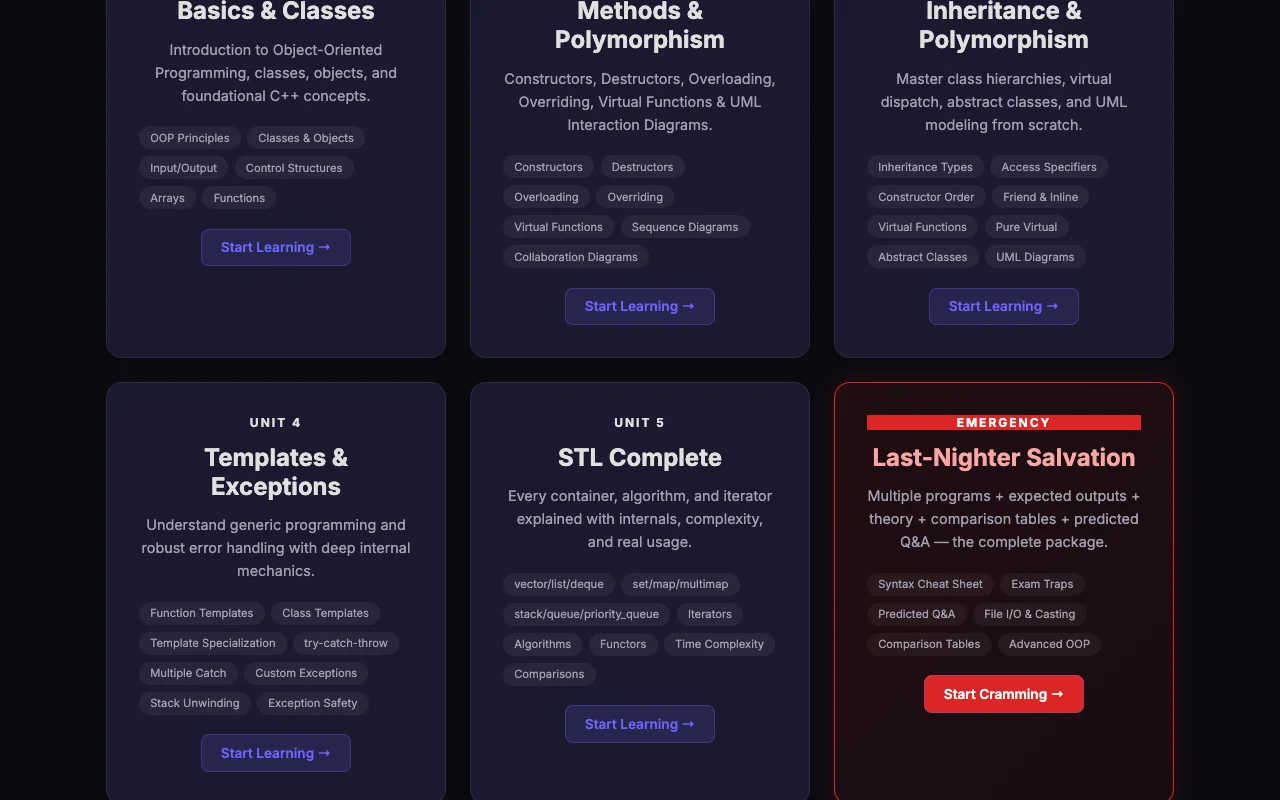 Basics & Classes
Introduction to Object-Oriented
Programming, classes, objects, and
foundational C++ concepts.
OOP Principles
Classes & Objects
Input/Output
Control Structures
Arrays
Functions
Start Learning →
Methods &
Polymorphism
Constructors, Destructors, Overloading,
Overriding, Virtual Functions & UML
Interaction Diagrams.
Constructors
Destructors
Overloading
Overriding
Virtual Functions
Sequence Diagrams
Collaboration Diagrams
Start Learning →
Inheritance &
Polymorphism
Master class hierarchies, virtual
dispatch, abstract classes, and UML
modeling from scratch.
Inheritance Types
Access Specifiers
Constructor Order
Friend & Inline
Virtual Functions
Pure Virtual
Abstract Classes
UML Diagrams
Start Learning →
UNIT 4
Templates &
Exceptions
Understand generic programming and
robust error handling with deep internal
mechanics.
Function Templates
Class Templates
Template Specialization
try-catch-throw
Multiple Catch
Custom Exceptions
Stack Unwinding
Exception Safety
Start Learning →
UNIT 5
STL Complete
Every container, algorithm, and iterator
explained with internals, complexity,
and real usage.
vector/list/deque
set/map/multimap
stack/queue/priority_queue
Iterators
Algorithms
Functors
Time Complexity
Comparisons
Start Learning →
EMERGENCY
Last-Nighter Salvation
Multiple programs + expected outputs +
theory + comparison tables + predicted
Q&A — the complete package.
Syntax Cheat Sheet
Exam Traps
Predicted Q&A
File I/O & Casting
Comparison Tables
Advanced OOP
Start Cramming →